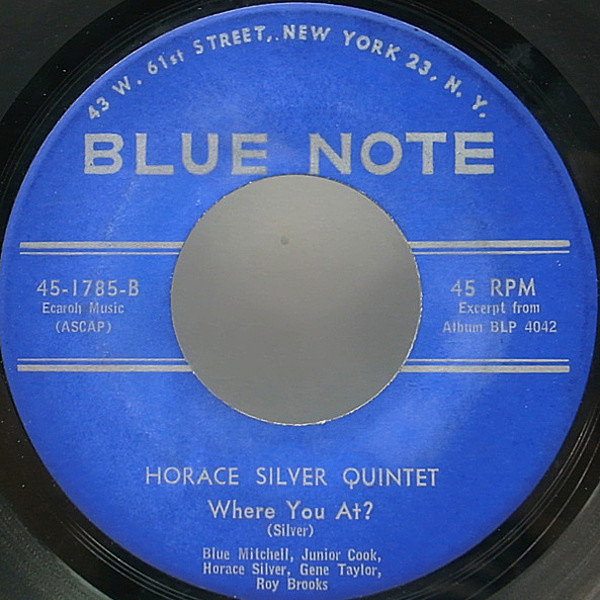 43 W. 61st STREET, NEW YORK 23, N. Y.
BLUE NOTE
45-1785-B
Ecaroh Music
(ASCAP)
45 RPM
Excerpt from
Album BLP 4042
HORACE SILVER QUINTET
Where You At?
(Silver)
Blue Mitchell, Junior Cook,
Horace Silver, Gene Taylor,
Roy Brooks